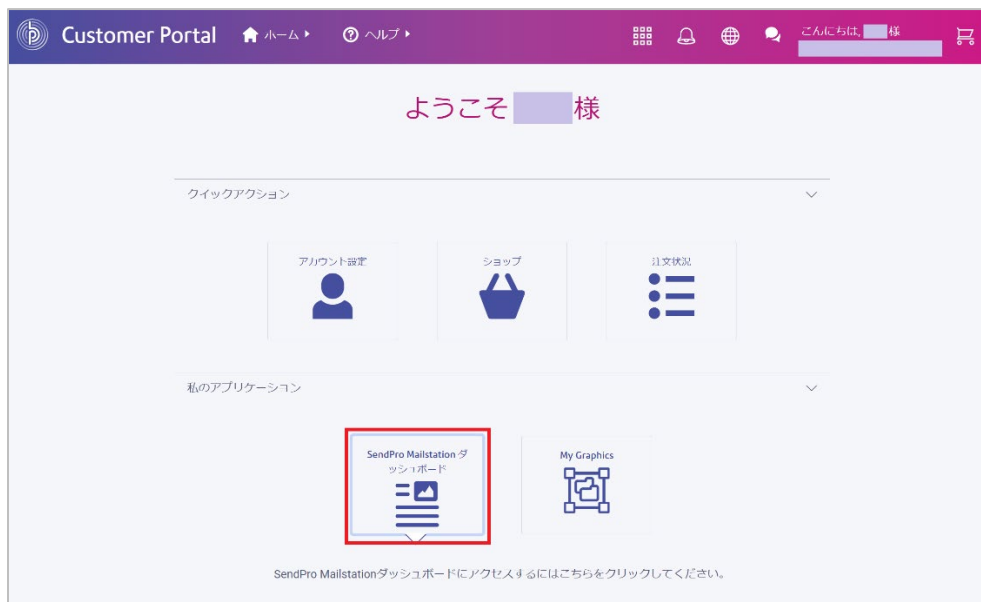 Customer Portal
ホーム
ヘルプ
こんにちは, 様
ようこそ 様
クイックアクション
アカウント設定
ショップ
注文状況
私のアプリケーション
SendPro Mailstation ダ
ッシュボード
My Graphics
SendPro Mailstationダッシュボードにアクセスするにはこちらをクリックしてください。